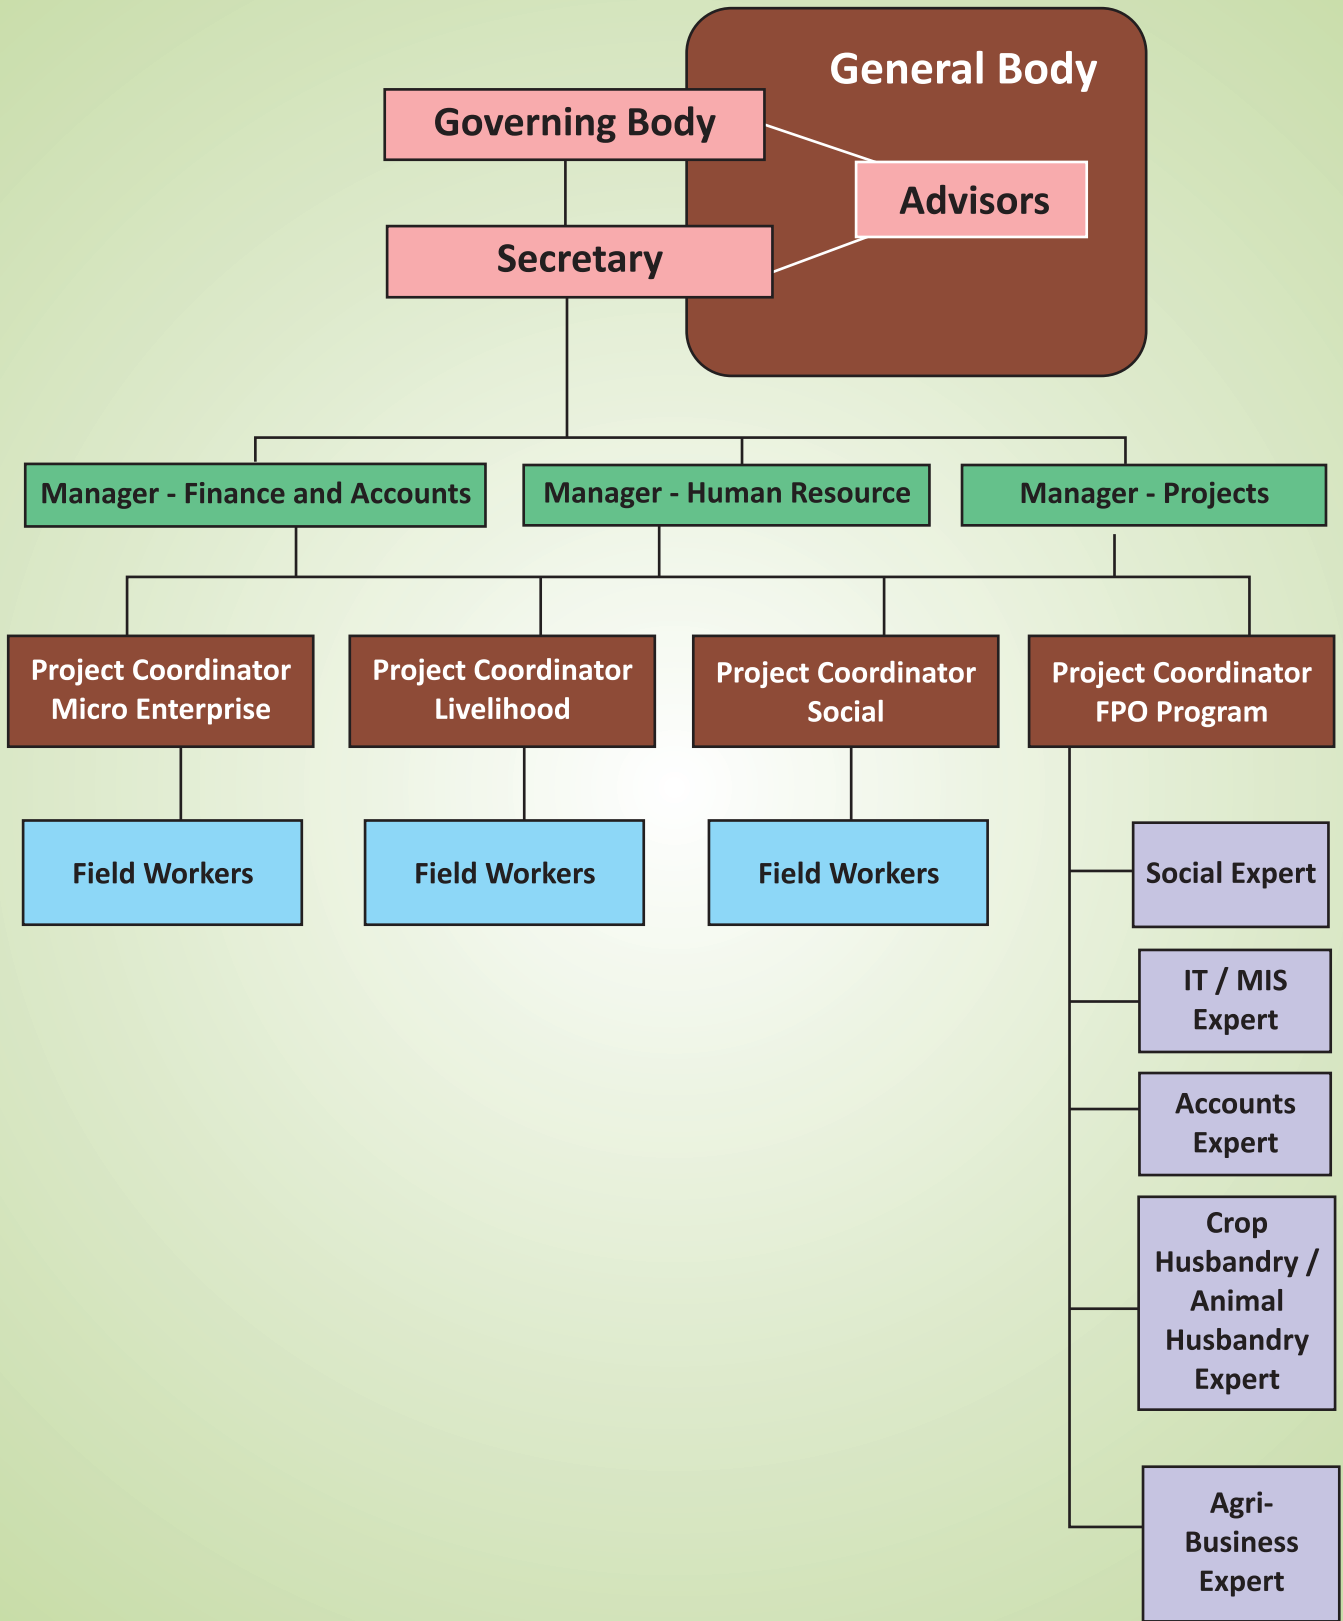 General Body
Governing Body
Advisors
Secretary
Manager - Finance and Accounts
Manager - Human Resource
Manager - Projects
Project Coordinator
Micro Enterprise
Project Coordinator
Livelihood
Project Coordinator
Social
Project Coordinator
FPO Program
Field Workers
Field Workers
Field Workers
Social Expert
IT / MIS
Expert
Accounts
Expert
Crop
Husbandry /
Animal
Husbandry
Expert
Agri-
Business
Expert